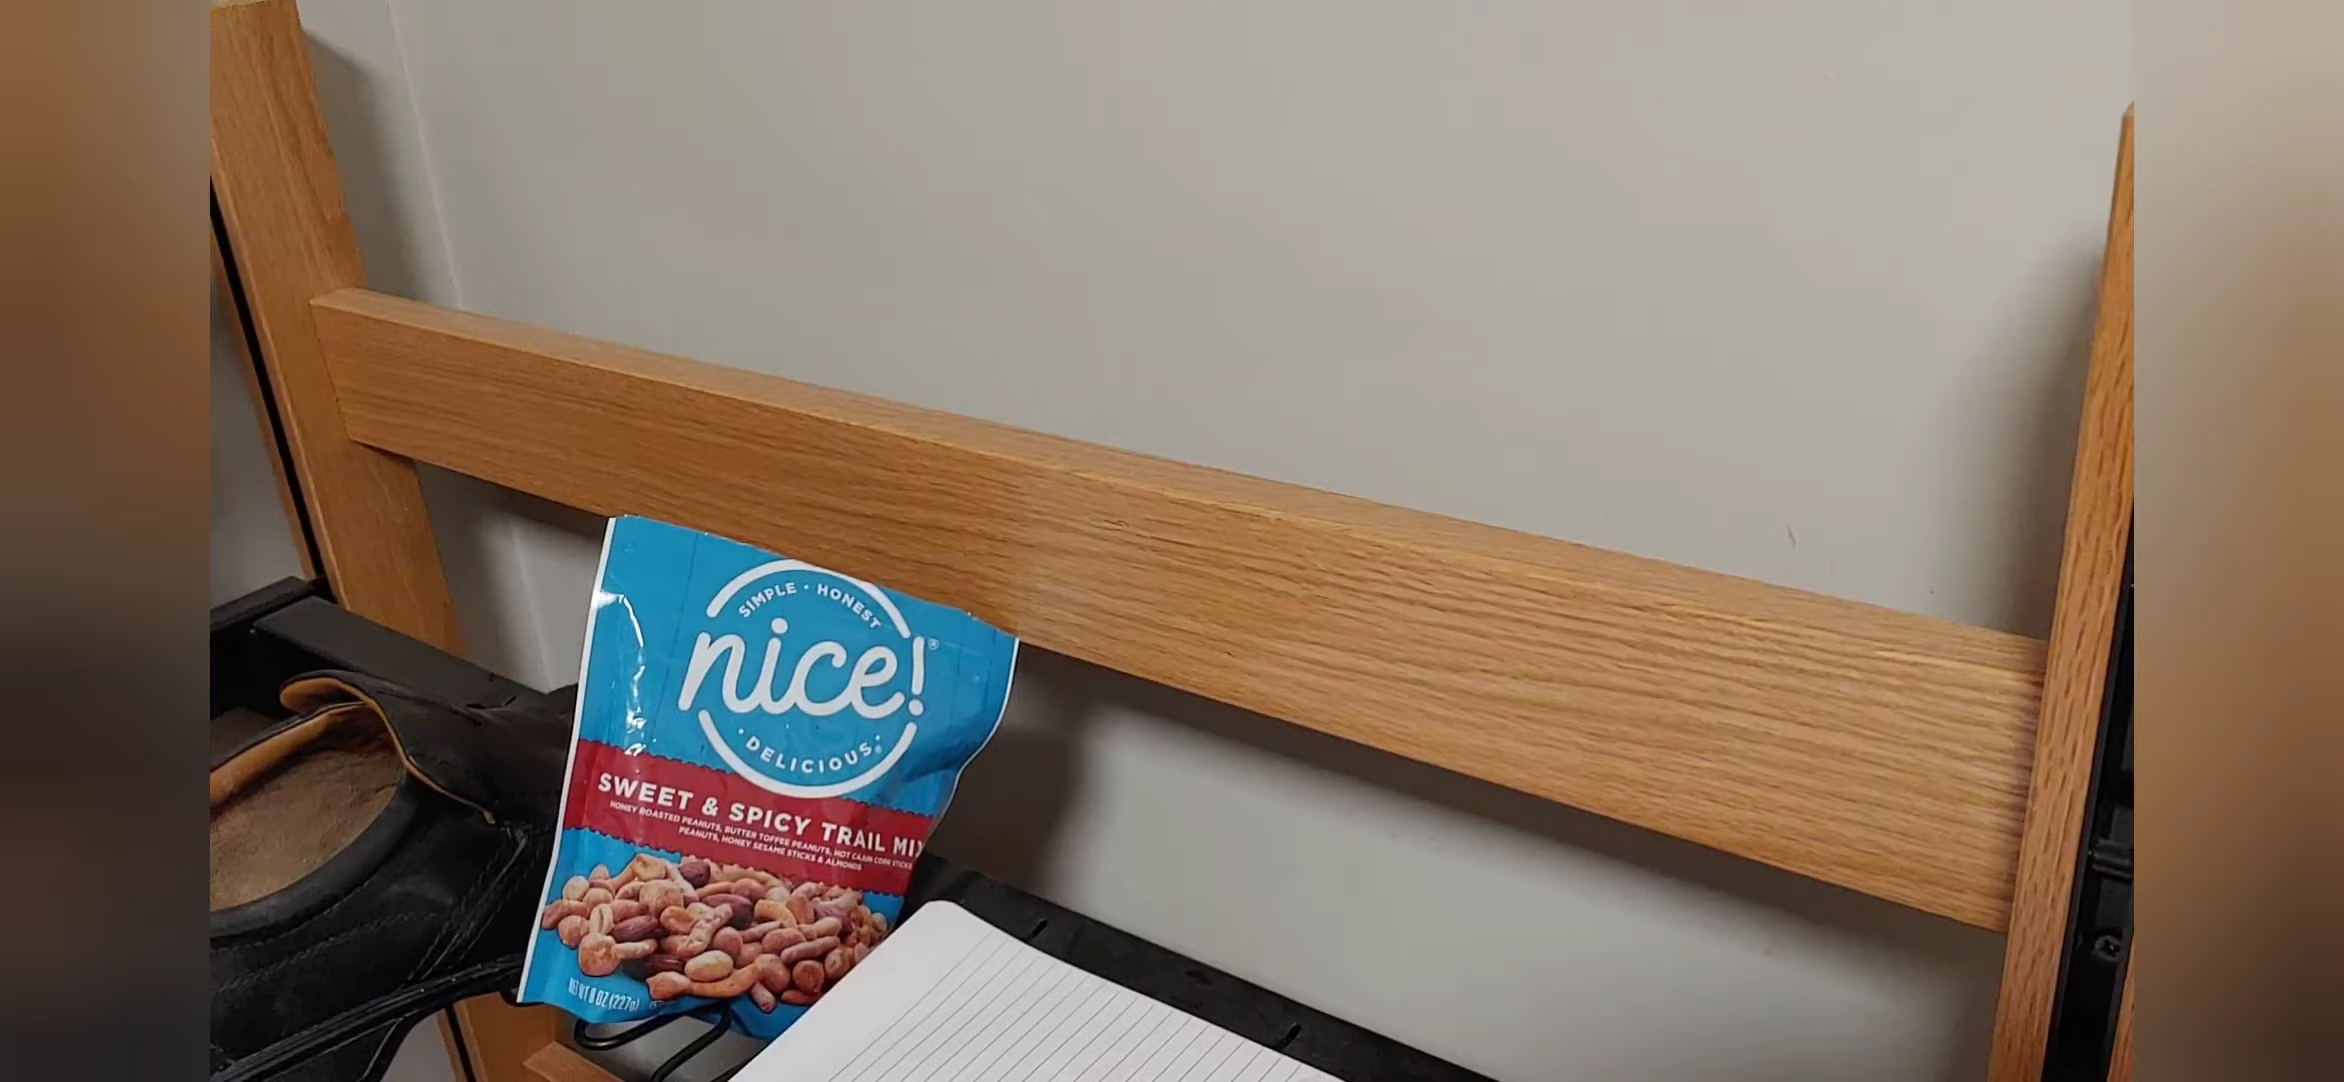 SIMPLE • HONEST
nice!®
• DELICIOUS •
SWEET & SPICY TRAIL MIX
HONEY ROASTED PEANUTS, BUTTER TOFFEE PEANUTS, HOT CAJUN CORN STICKS
PEANUTS, HONEY SESAME STICKS & ALMONDS
NET WT 8 OZ (227g)